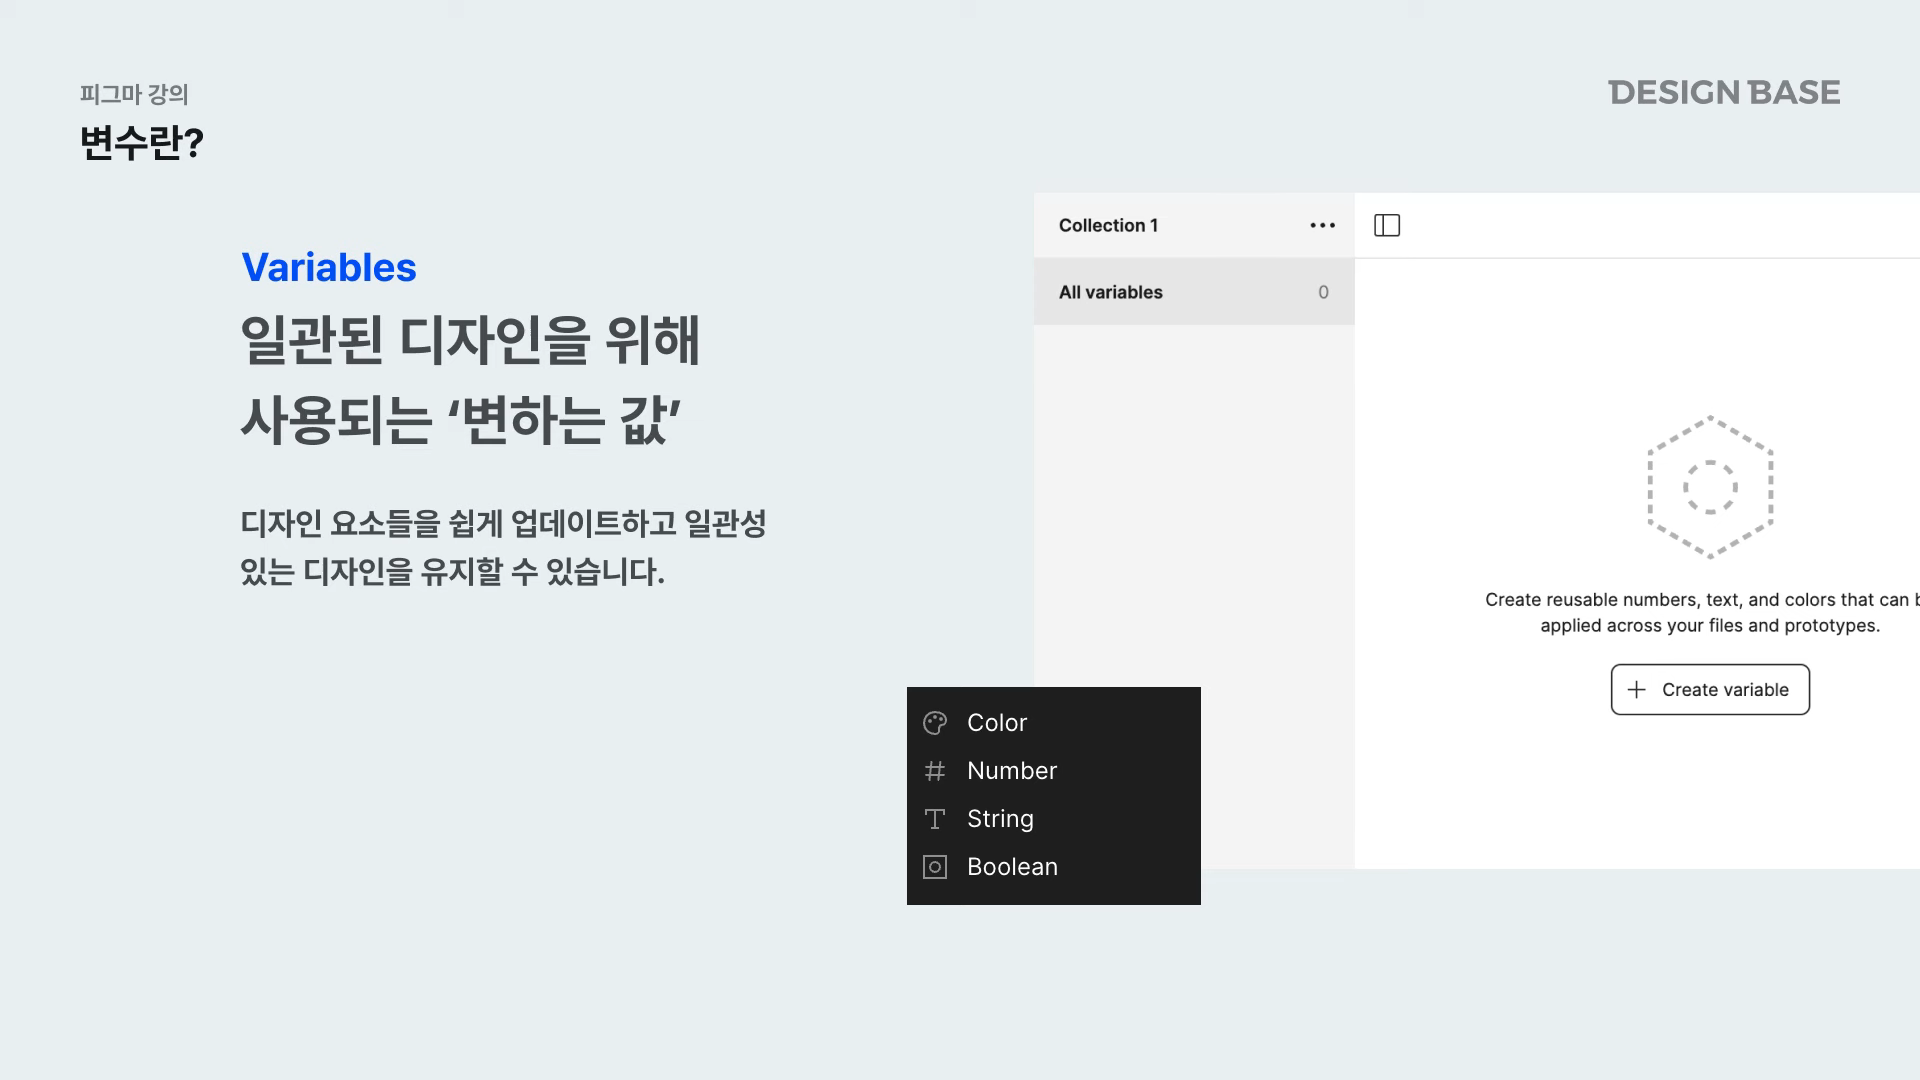 피그마 강의
변수란?
DESIGN BASE
Variables
일관된 디자인을 위해
사용되는 ‘변하는 값’
디자인 요소들을 쉽게 업데이트하고 일관성
있는 디자인을 유지할 수 있습니다.
Collection 1
All variables 0
Create reusable numbers, text, and colors that can
applied across your files and prototypes.
Create variable
Color
Number
String
Boolean